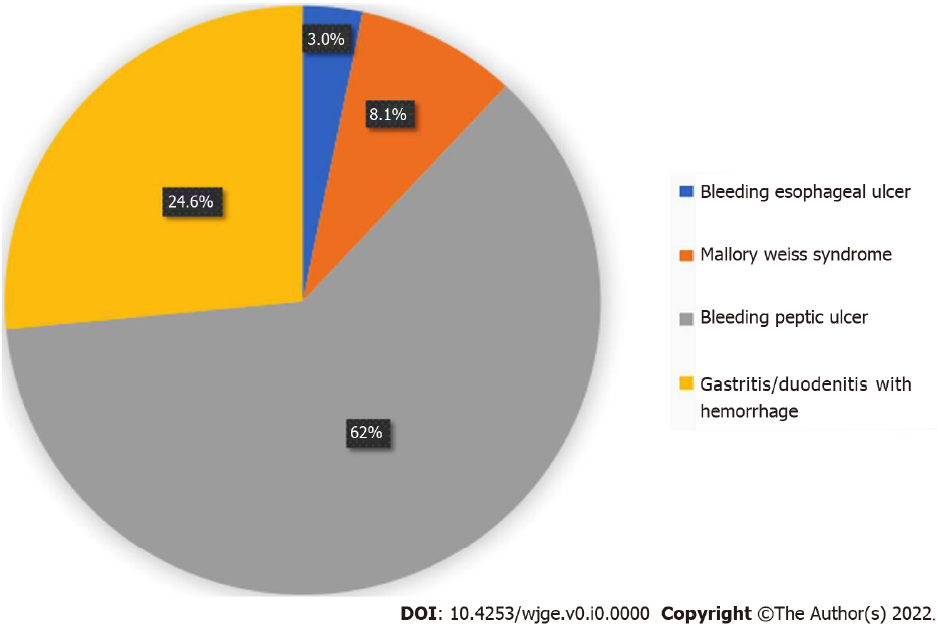 3.0%
8.1%
24.6%
62%
Bleeding esophageal ulcer
Mallory weiss syndrome
Bleeding peptic ulcer
Gastritis/duodenitis with
hemorrhage
DOI: 10.4253/wjge.v0.i0.0000 Copyright ©The Author(s) 2022.